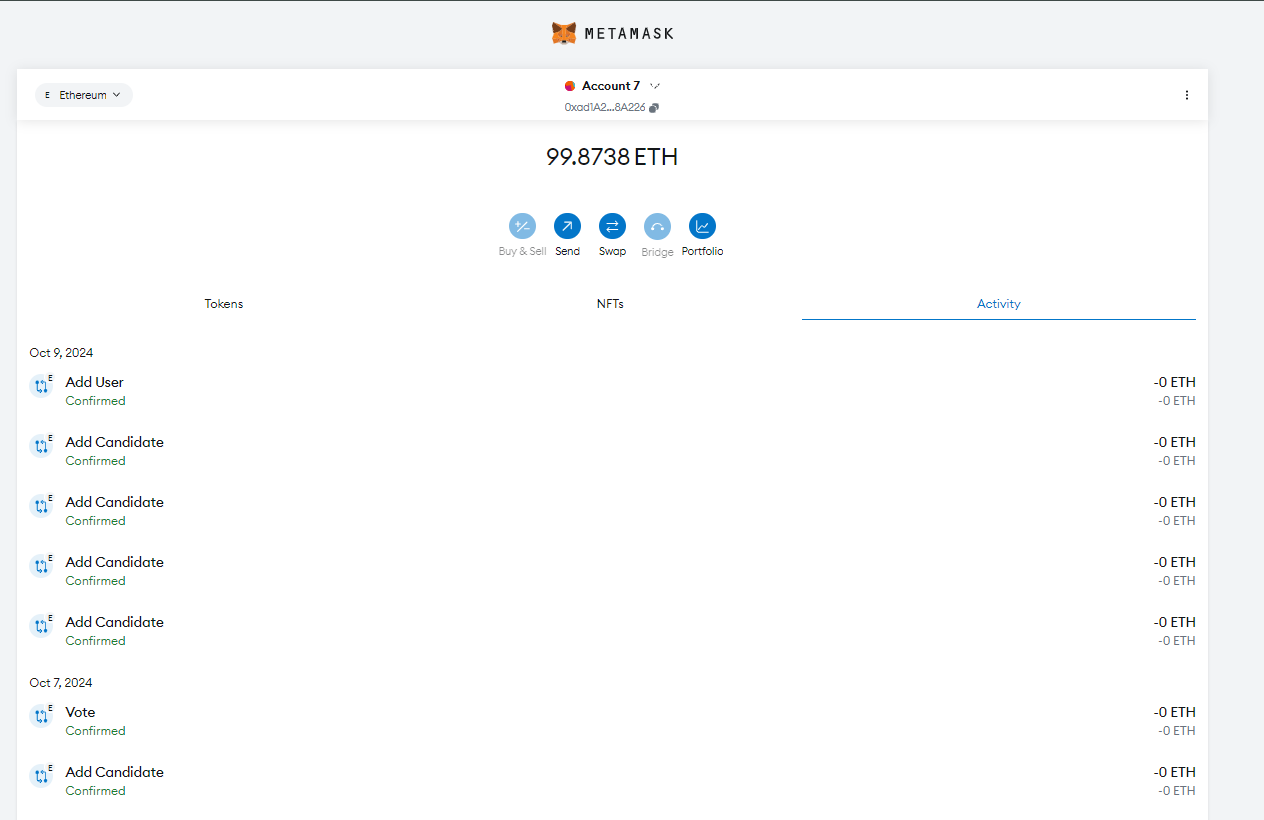 METAMASK
E Ethereum
Account 7
0xad1A2...8A226
99.8738 ETH
Buy & Sell Send Swap Bridge Portfolio
Tokens NFTs Activity
Oct 9, 2024
E
Add User -0 ETH
Confirmed -0 ETH
E
Add Candidate -0 ETH
Confirmed -0 ETH
E
Add Candidate -0 ETH
Confirmed -0 ETH
E
Add Candidate -0 ETH
Confirmed -0 ETH
E
Add Candidate -0 ETH
Confirmed -0 ETH
Oct 7, 2024
E
Vote -0 ETH
Confirmed -0 ETH
E
Add Candidate -0 ETH
Confirmed -0 ETH